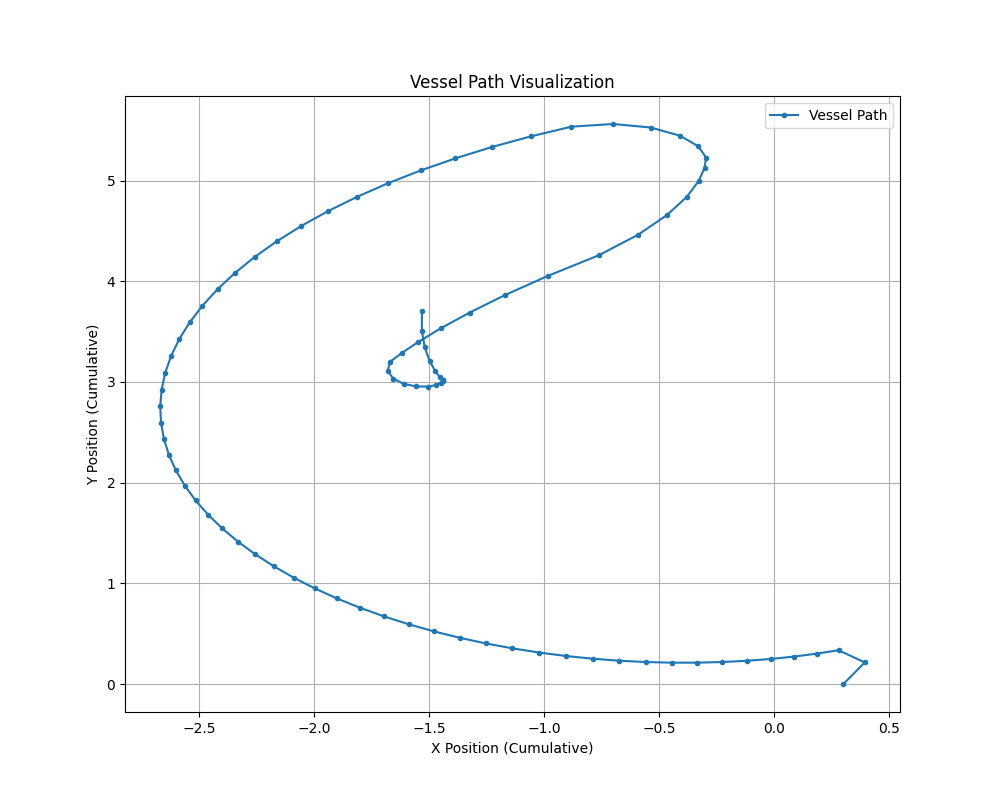 Vessel Path Visualization
Vessel Path
Y Position (Cumulative)
5
4
3
2
1
0
−2.5 −2.0 −1.5 −1.0 −0.5 0.0 0.5
X Position (Cumulative)